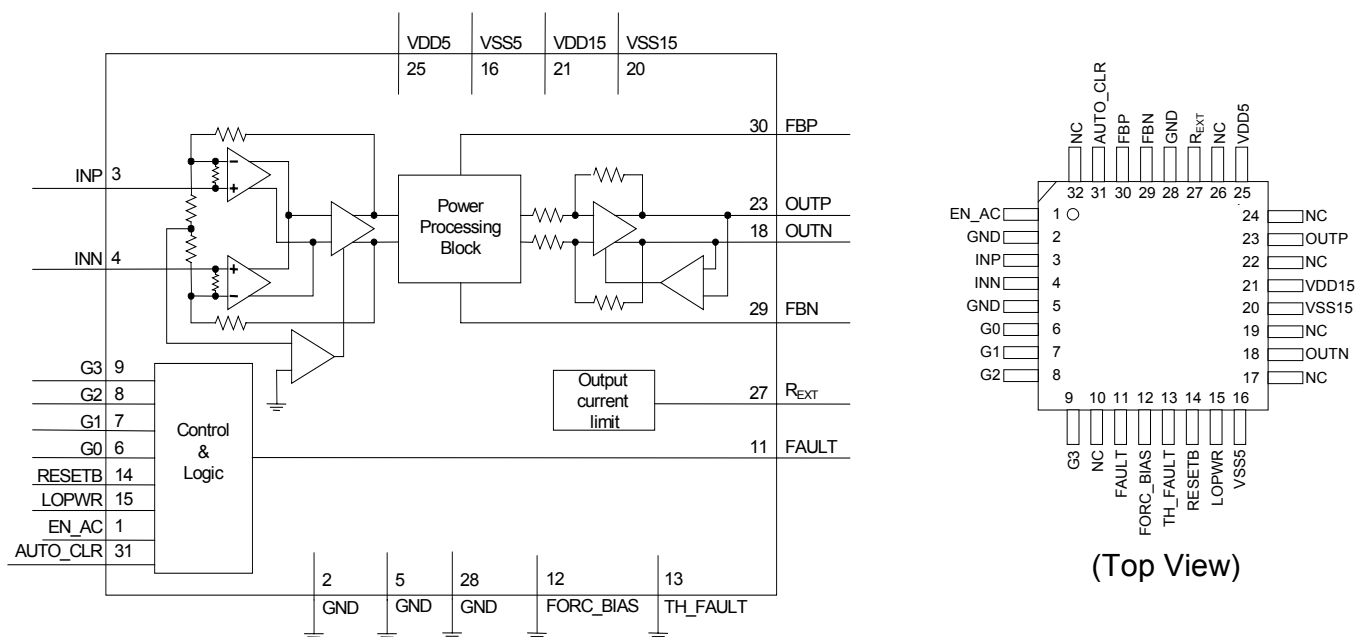 VDD5 VSS5 VDD15 VSS15
25 16 21 20
30 FBP
INP 3
- +
Power
Processing
Block
23 OUTP
18 OUTN
INN 4
+ -
29 FBN
G3 9
G2 8
G1 7
G0 6
RESETB 14
LOPWR 15
EN_AC 1
AUTO_CLR 31
Control
&
Logic
Output
current
limit
27 REXT
11 FAULT
2 5 28 12 13
GND GND GND FORC_BIAS TH_FAULT
NC AUTO_CLR FBP FBN GND REXT NC VDD5
32 31 30 29 28 27 26 25
EN_AC 1
GND 2
INP 3
INN 4
GND 5
G0 6
G1 7
G2 8
24 NC
23 OUTP
22 NC
21 VDD15
20 VSS15
19 NC
18 OUTN
17 NC
9 10 11 12 13 14 15 16
G3 NC FAULT FORC_BIAS TH_FAULT RESETB LOPWR VSS5
(Top View)